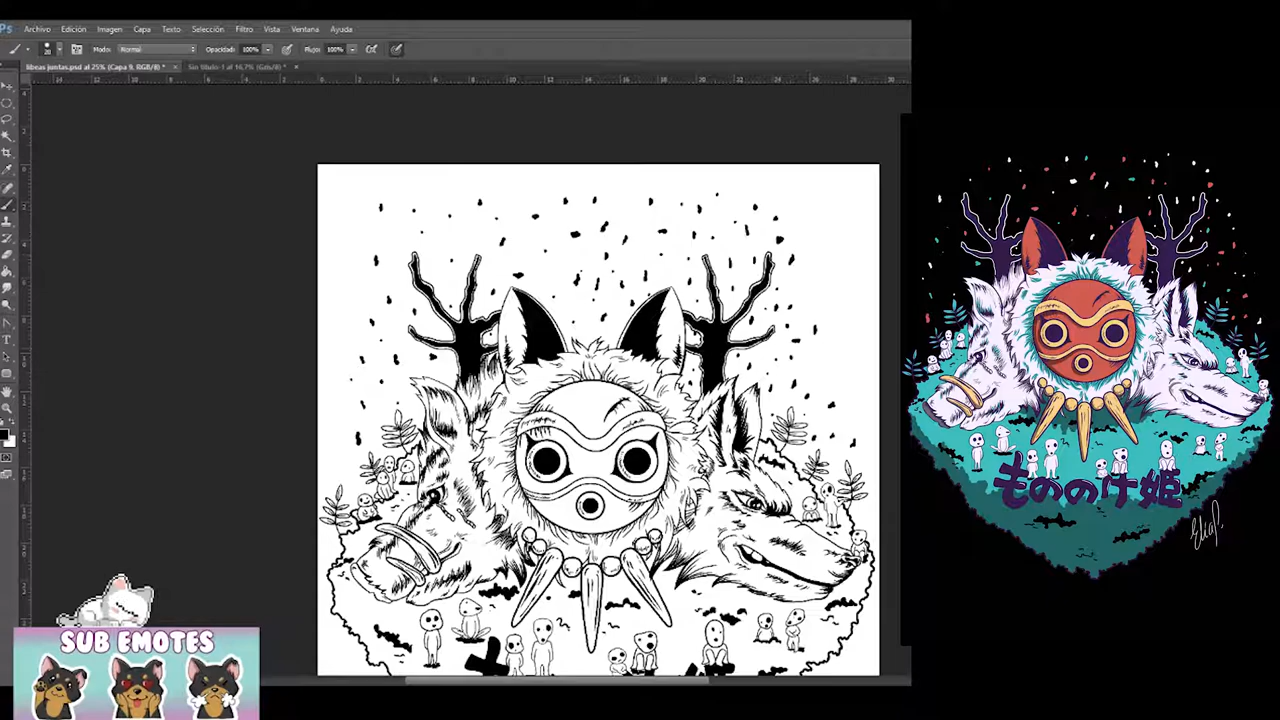 Ps Archivo Edición Imagen Capa Texto Selección Filtro Vista Ventana Ayuda
Modo: Normal Opacidad: 100% Flujo: 100%
líneas juntas.psd al 25% (Capa 9, RGB/8) * × Sin título-1 al 16,7% (Gris/8) * ×
もののけ姫
SUB EMOTES